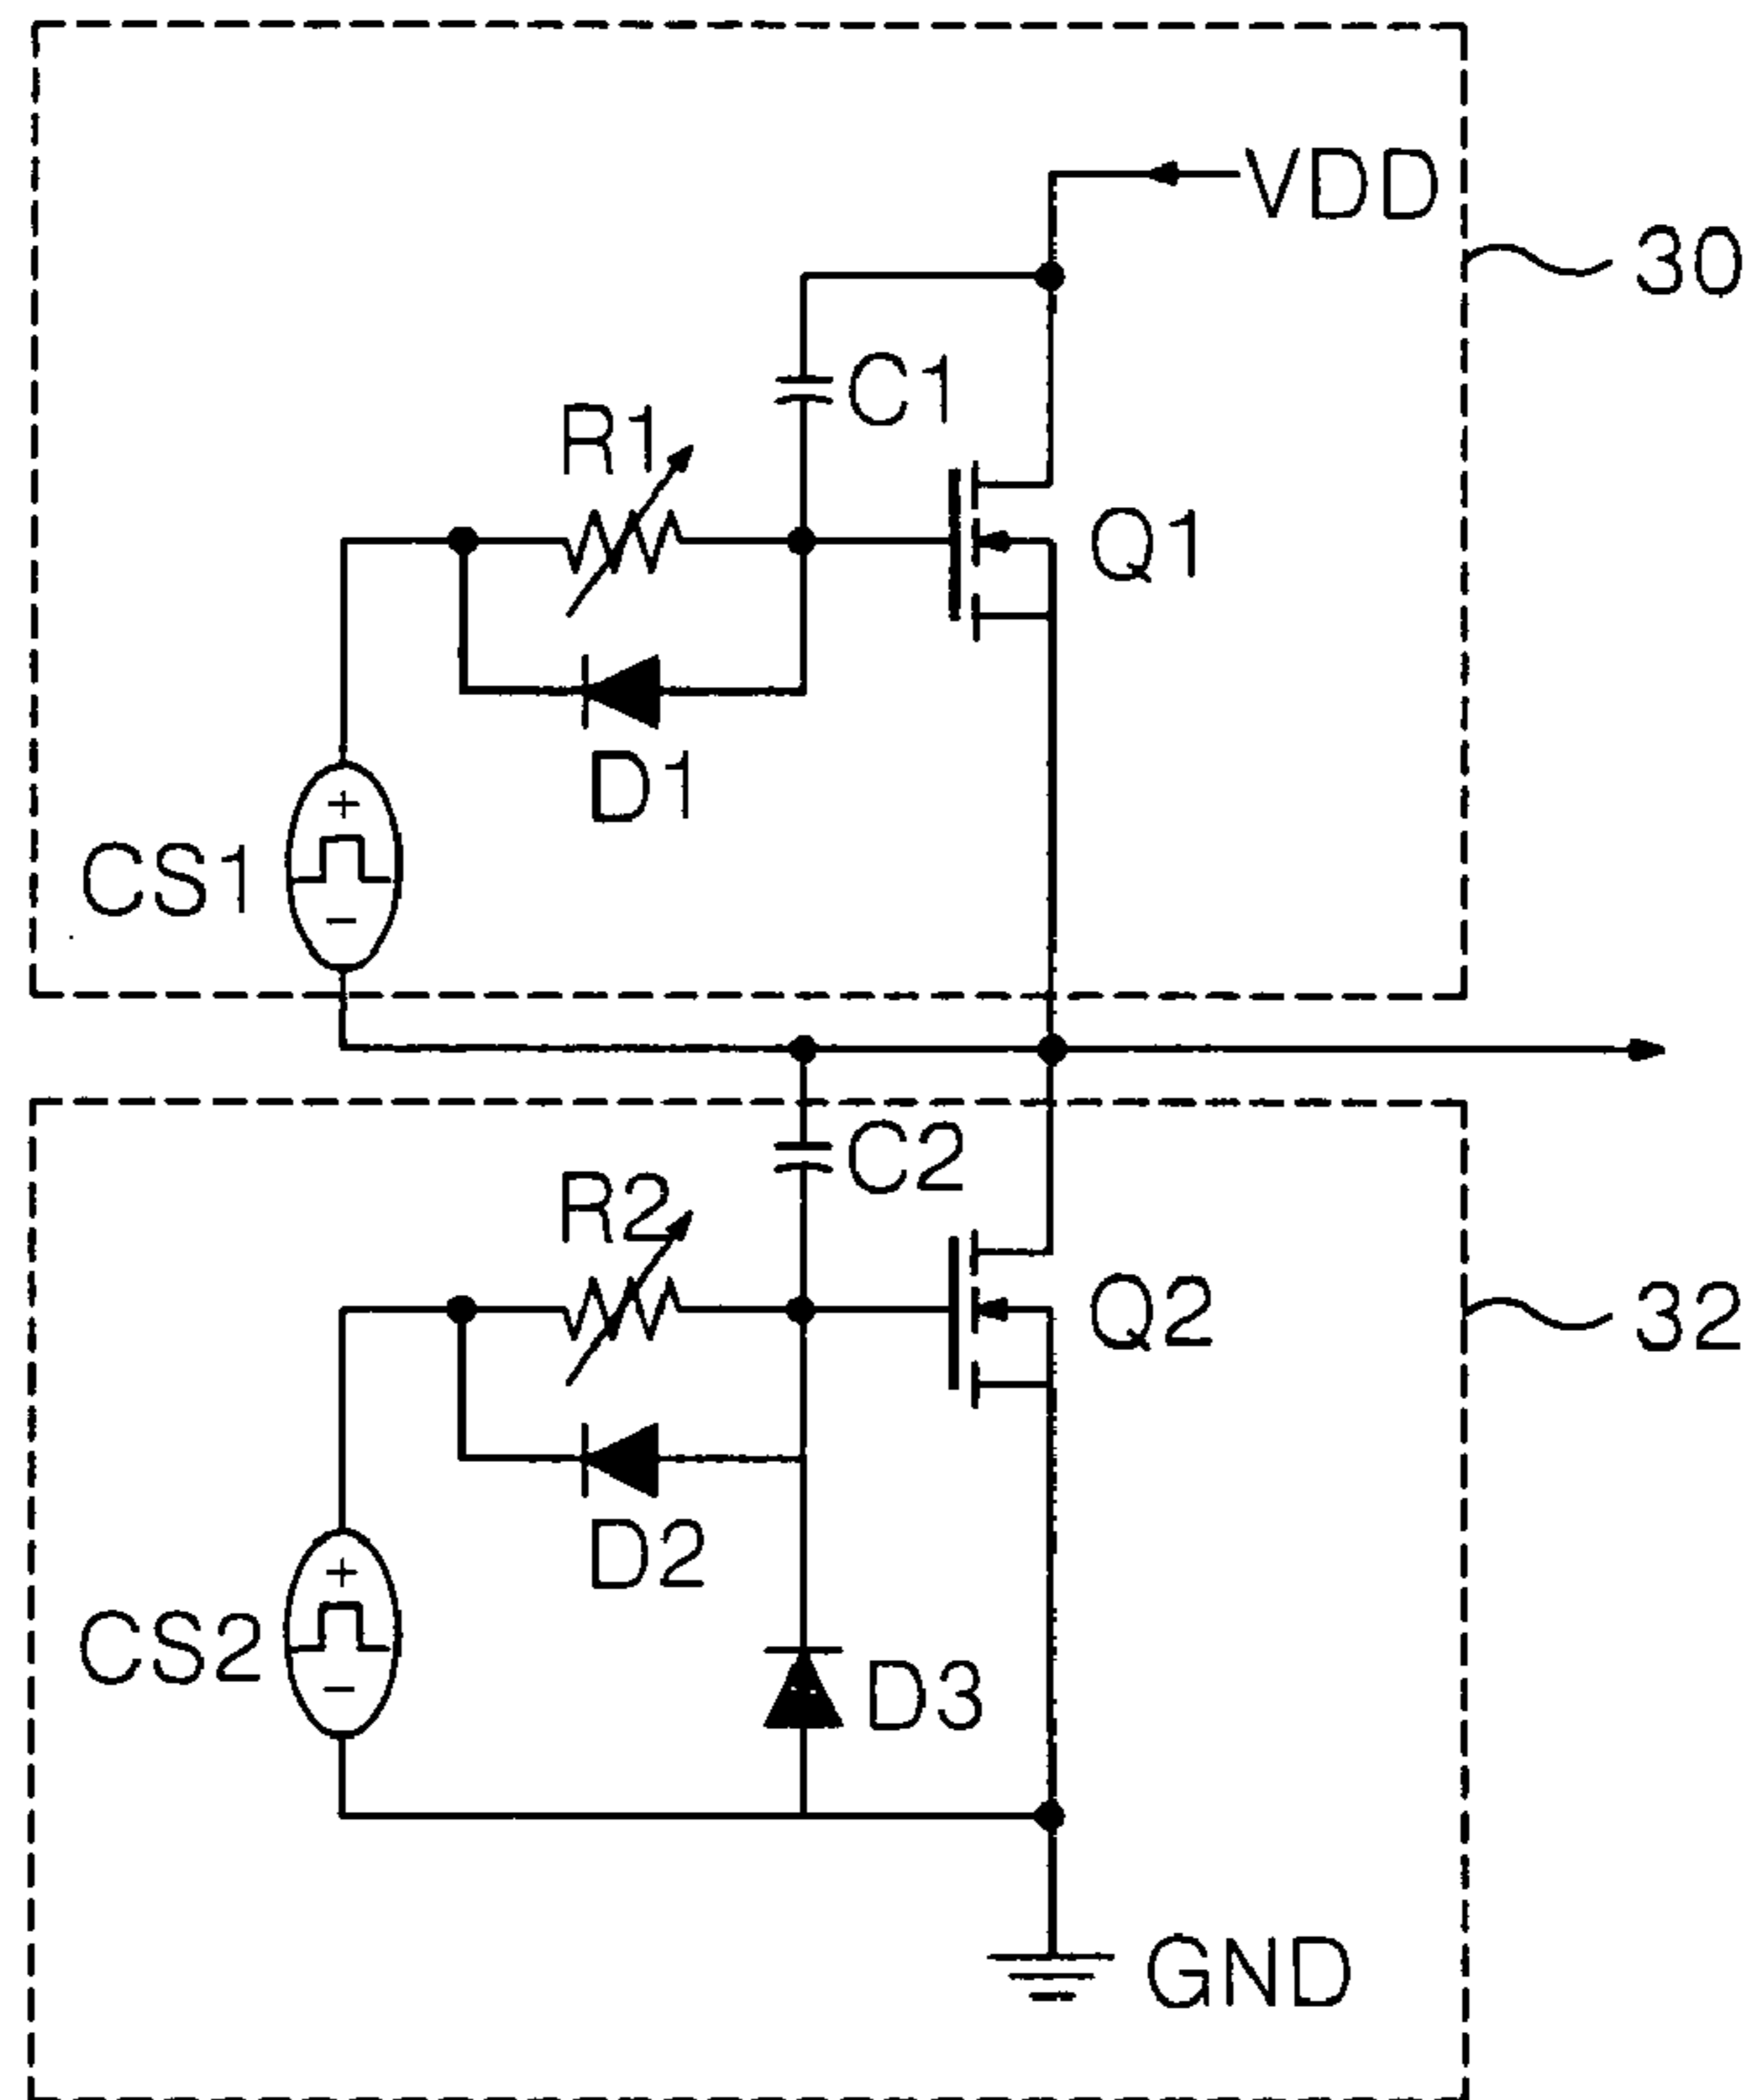 VDD
30
C1
R1
Q1
D1
+
CS1
−
C2
R2
Q2
32
D2
+
CS2
−
D3
GND